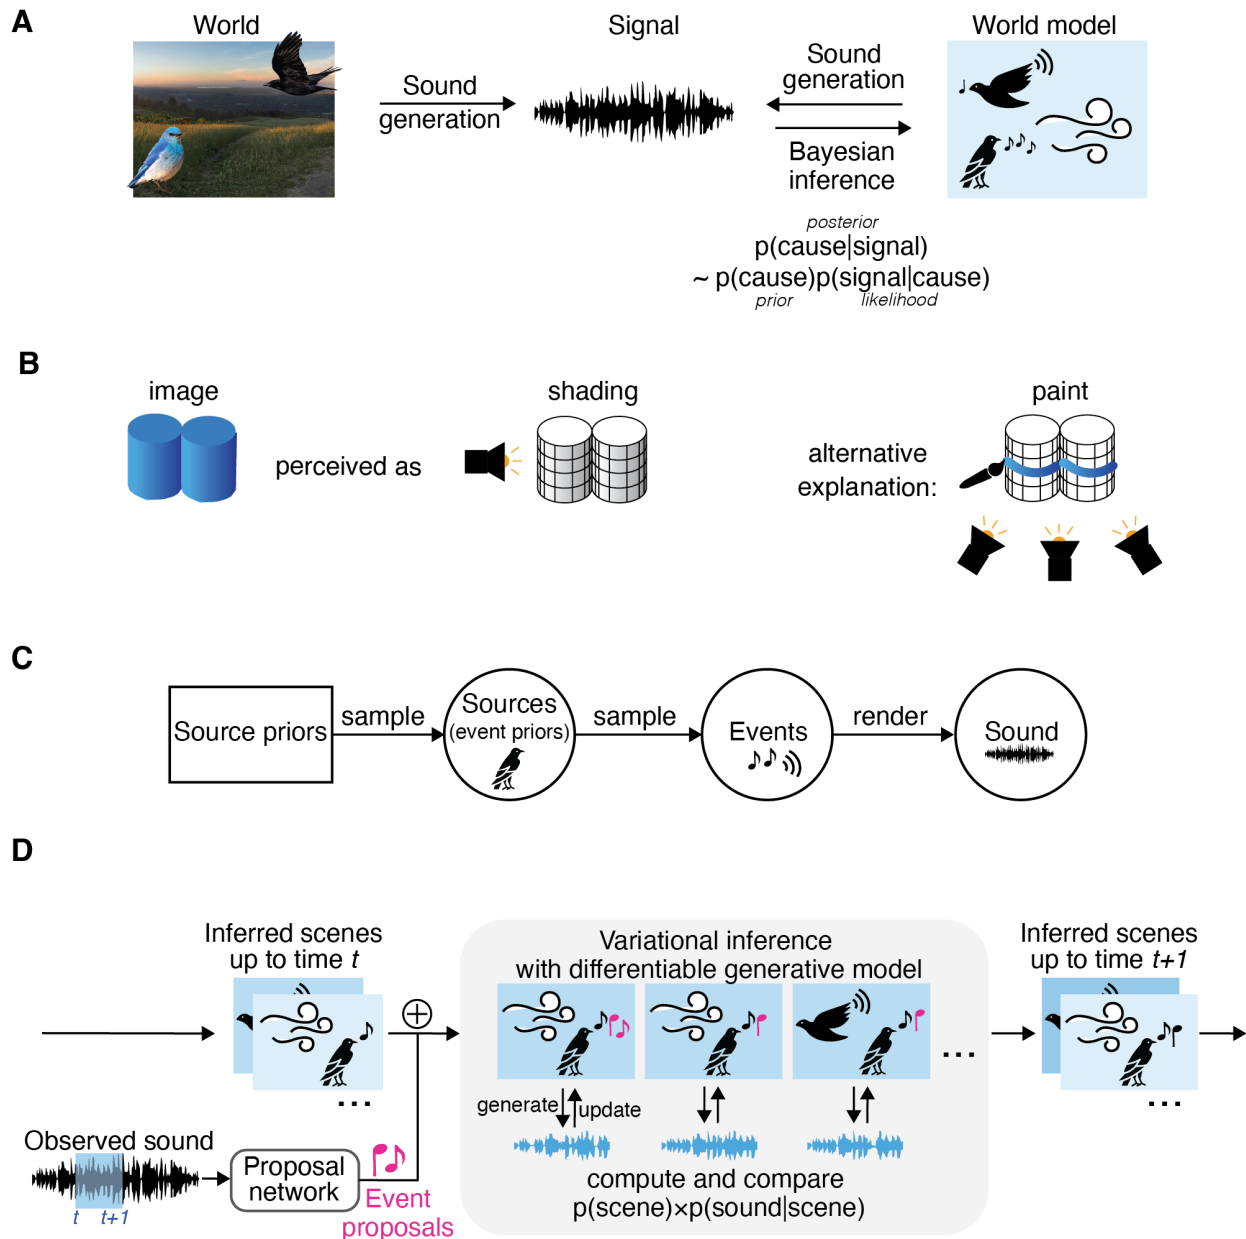 A
World
Signal
World model
Sound
generation
Sound
generation
Bayesian
inference
posterior
p(cause|signal)
~ p(cause)p(signal|cause)
prior
likelihood
B
image
shading
paint
perceived as
alternative
explanation:
C
Source priors
sample
Sources
(event priors)
sample
Events
render
Sound
D
Inferred scenes
up to time t
Variational inference
with differentiable generative model
Inferred scenes
up to time t+1
...
...
...
generate
update
Observed sound
t
t+1
Proposal
network
Event
proposals
compute and compare
p(scene)×p(sound|scene)